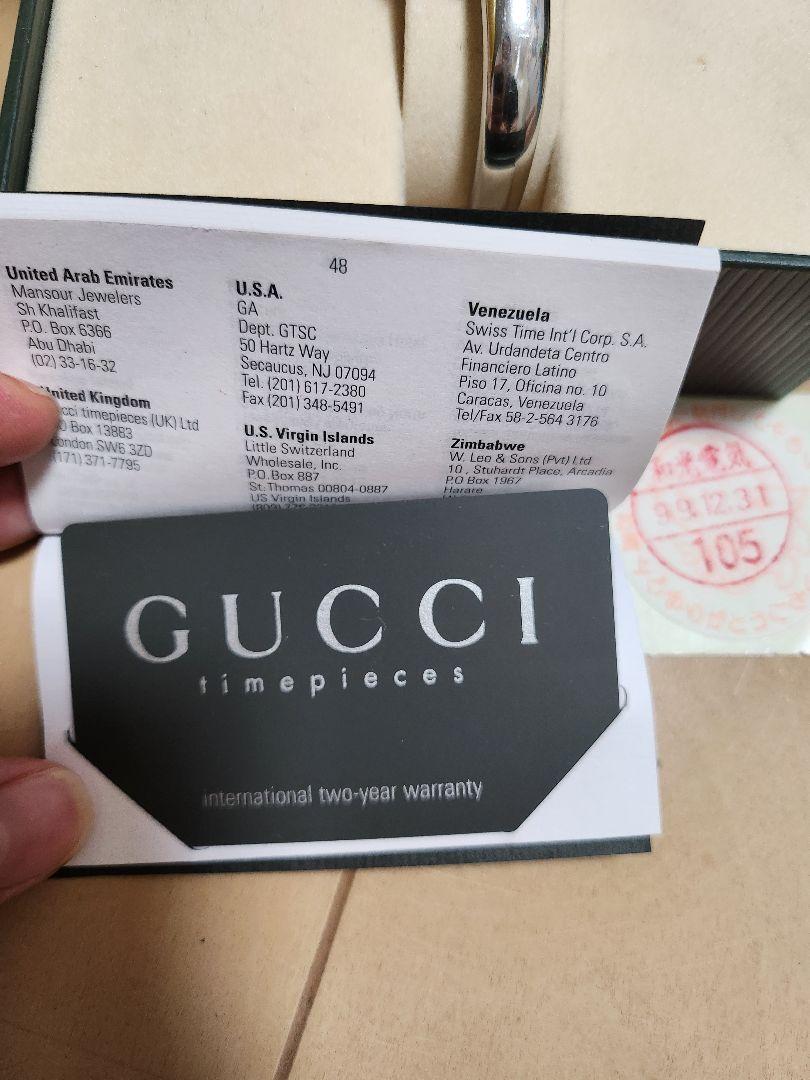 48
United Arab Emirates
Mansour Jewelers
Sh Khalifast
P.O. Box 6366
Abu Dhabi
(02) 33-16-32
United Kingdom
timepieces (UK) Ltd
Box 13883
London SW6 3ZD
(171) 371-7795
U.S.A.
GA
Dept. GTSC
50 Hartz Way
Secaucus, NJ 07094
Tel. (201) 617-2380
Fax (201) 348-5491
U.S. Virgin Islands
Little Switzerland
Wholesale, Inc.
P.O. Box 887
St. Thomas 00804-0887
US Virgin Islands
Venezuela
Swiss Time Int'l Corp. S.A.
Av. Urdandeta Centro
Financiero Latino
Piso 17, Oficina no. 10
Caracas, Venezuela
Tel/Fax 58-2-564 3176
Zimbabwe
W. Leo & Sons (Pvt) Ltd
10, Stuhardt Place, Arcadia
P.O Box 1967
Harare
GUCCI
timepieces
international two-year warranty
99.12.31
105